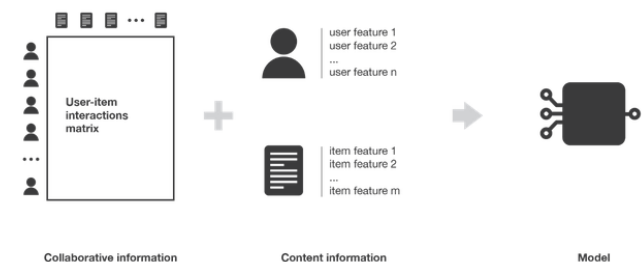 User-item
interactions
matrix
user feature 1
user feature 2
...
user feature n
item feature 1
item feature 2
...
item feature m
Collaborative information
Content information
Model